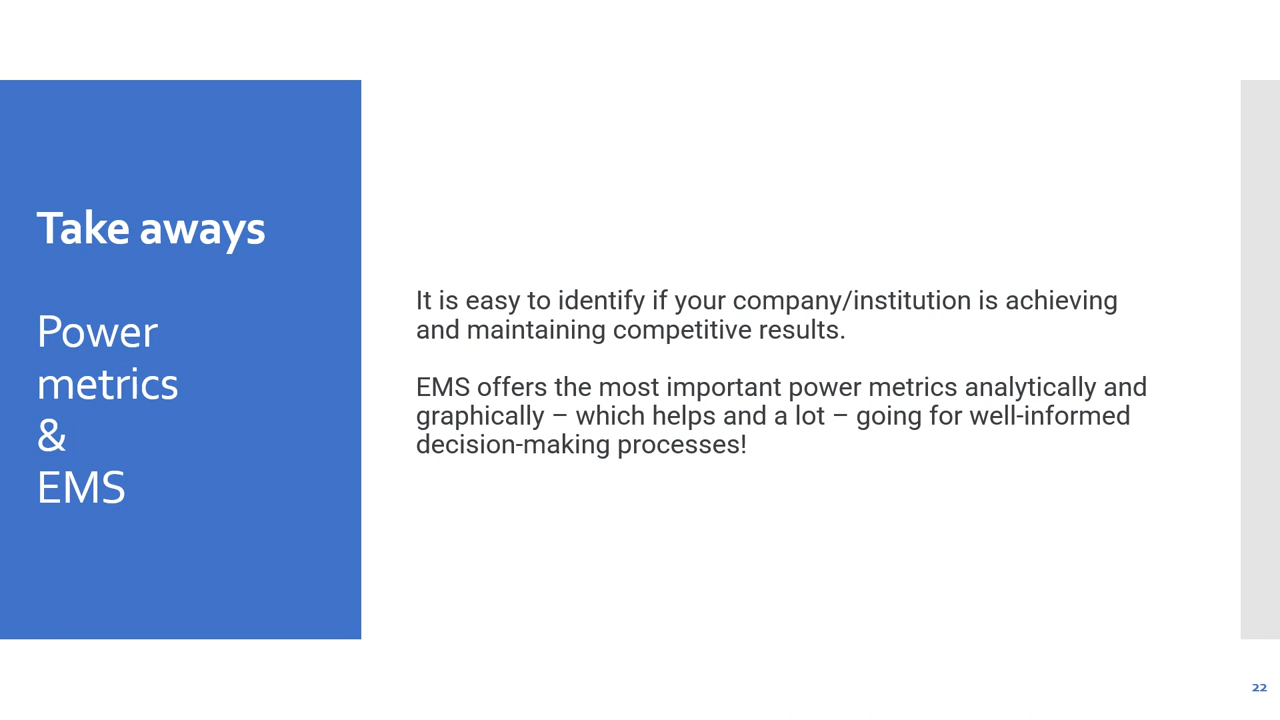 Take aways
Power
metrics
&
EMS
It is easy to identify if your company/institution is achieving
and maintaining competitive results.
EMS offers the most important power metrics analytically and
graphically – which helps and a lot – going for well-informed
decision-making processes!
22